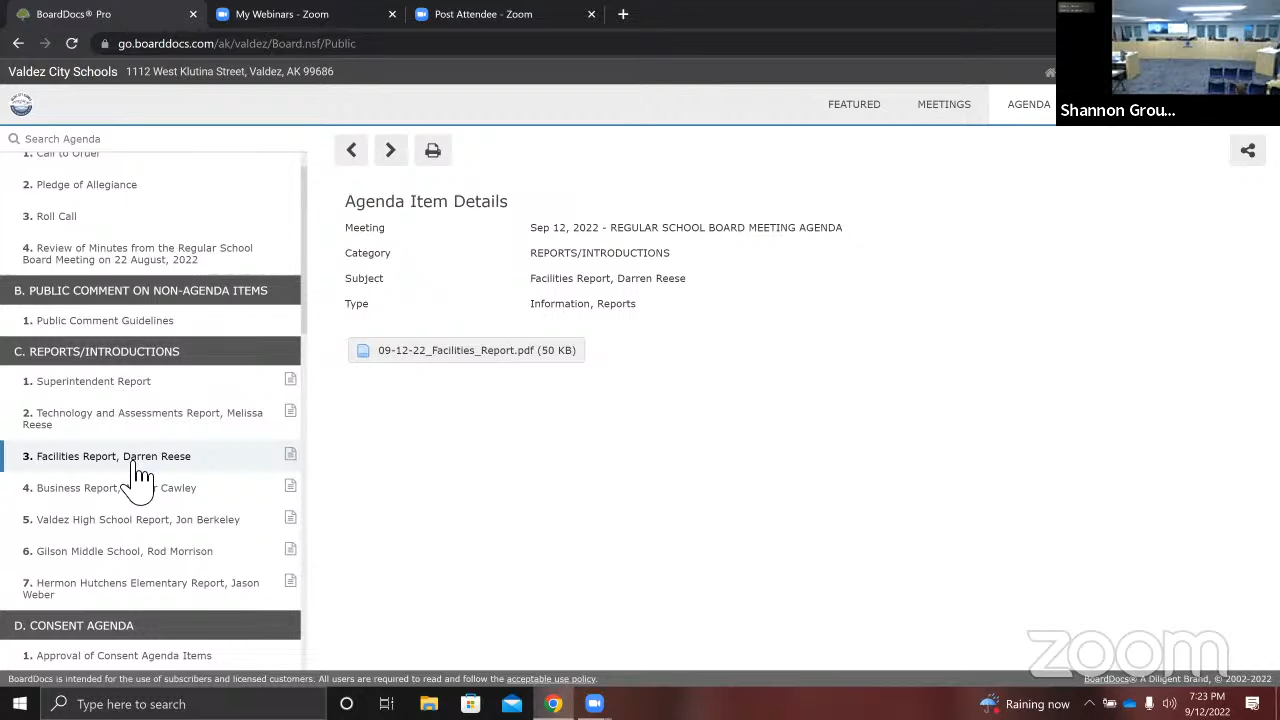 BoardDocs® Pro
My Webinars - Zoom
Post Atten
go.boarddocs.com/ak/valdez/Board.nsf/Public
Valdez City Schools 1112 West Klutina Street, Valdez, AK 99686
Shannon Grou...
FEATURED
MEETINGS
AGENDA
Search Agenda
1. Call to Order
2. Pledge of Allegiance
3. Roll Call
4. Review of Minutes from the Regular School
Board Meeting on 22 August, 2022
B. PUBLIC COMMENT ON NON-AGENDA ITEMS
1. Public Comment Guidelines
C. REPORTS/INTRODUCTIONS
1. Superintendent Report
2. Technology and Assessments Report, Melissa
Reese
3. Facilities Report, Darren Reese
4. Business Report, Cawley
5. Valdez High School Report, Jon Berkeley
6. Gilson Middle School, Rod Morrison
7. Hermon Hutchens Elementary Report, Jason
Weber
D. CONSENT AGENDA
1. Approval of Consent Agenda Items
Agenda Item Details
Meeting Sep 12, 2022 - REGULAR SCHOOL BOARD MEETING AGENDA
Category REPORTS/INTRODUCTIONS
Subject Facilities Report, Darren Reese
Type Information, Reports
09-12-22_Facilities_Report.pdf (50 KB)
zoom
BoardDocs is intended for the use of subscribers and licensed customers. All users are required to read and follow the acceptable use policy.
BoardDocs® A Diligent Brand, © 2002-2022
Type here to search
Raining now
7:23 PM
9/12/2022